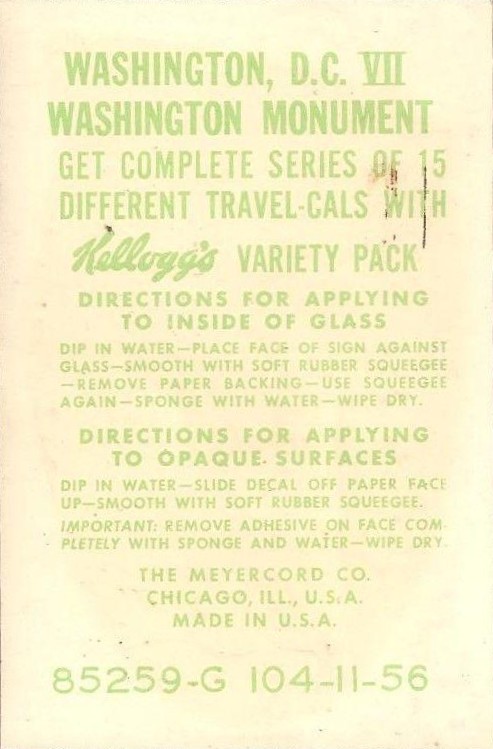 WASHINGTON, D.C. VII
WASHINGTON MONUMENT
GET COMPLETE SERIES OF 15
DIFFERENT TRAVEL-CALS WITH
Kellogg's VARIETY PACK
DIRECTIONS FOR APPLYING
TO INSIDE OF GLASS
DIP IN WATER—PLACE FACE OF SIGN AGAINST
GLASS—SMOOTH WITH SOFT RUBBER SQUEEGEE
—REMOVE PAPER BACKING—USE SQUEEGEE
AGAIN—SPONGE WITH WATER—WIPE DRY.
DIRECTIONS FOR APPLYING
TO OPAQUE SURFACES
DIP IN WATER—SLIDE DECAL OFF PAPER FACE
UP—SMOOTH WITH SOFT RUBBER SQUEEGEE.
IMPORTANT: REMOVE ADHESIVE ON FACE COM-
PLETELY WITH SPONGE AND WATER—WIPE DRY.
THE MEYERCORD CO.
CHICAGO, ILL., U.S.A.
MADE IN U.S.A.
85259-G 104-11-56